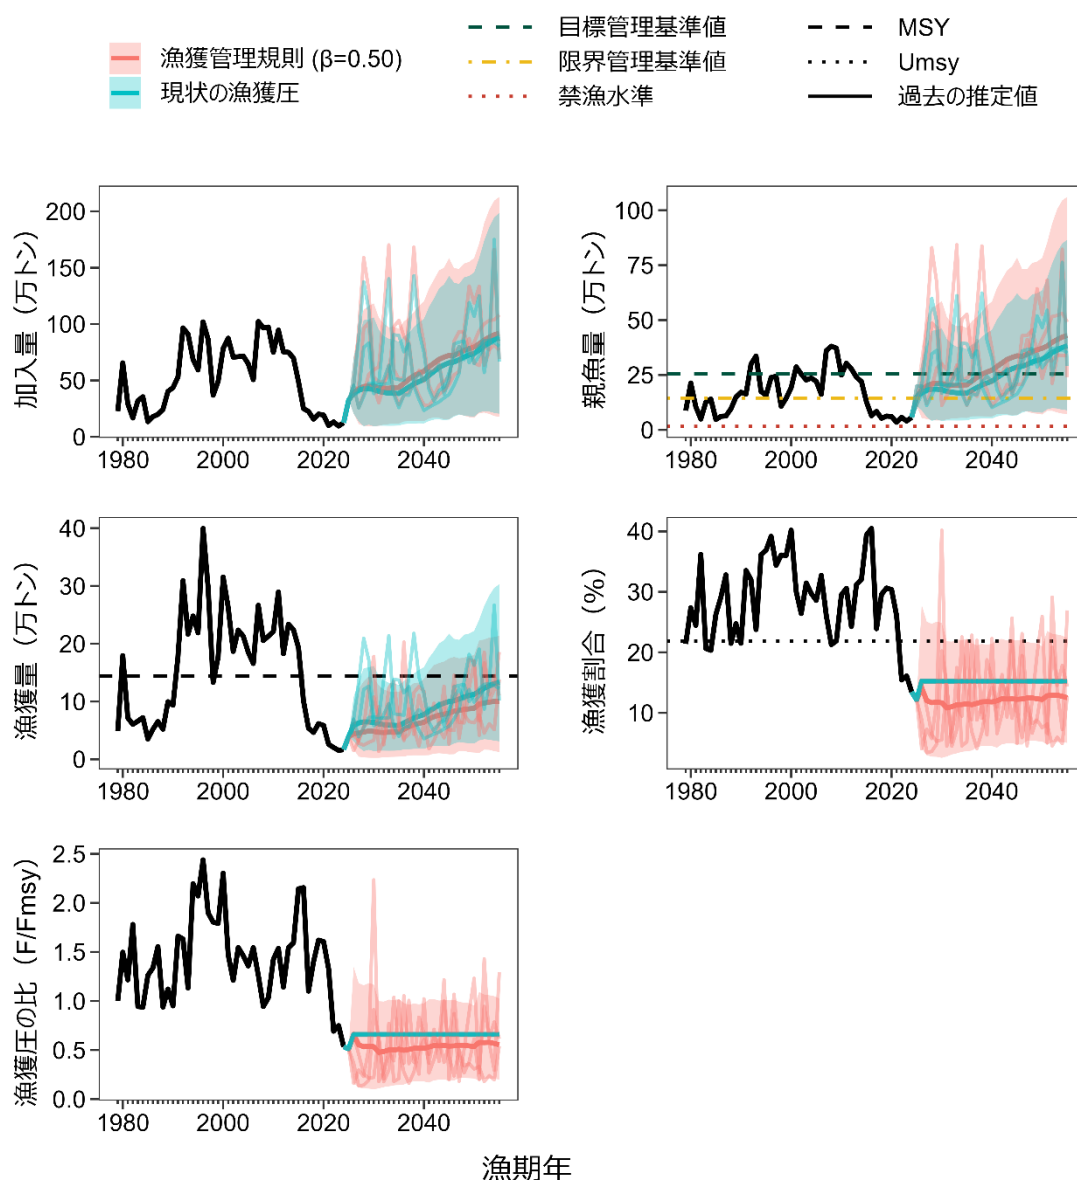 漁獲管理規則 (β=0.50)
現状の漁獲圧
目標管理基準値
限界管理基準値
禁漁水準
MSY
Umsy
過去の推定値
加入量（万トン）
200
150
100
50
0
1980 2000 2020 2040
親魚量（万トン）
100
75
50
25
0
1980 2000 2020 2040
漁獲量（万トン）
40
30
20
10
0
1980 2000 2020 2040
漁獲割合（%）
40
30
20
10
1980 2000 2020 2040
漁獲圧の比（F/Fmsy）
2.5
2.0
1.5
1.0
0.5
0.0
1980 2000 2020 2040
漁期年